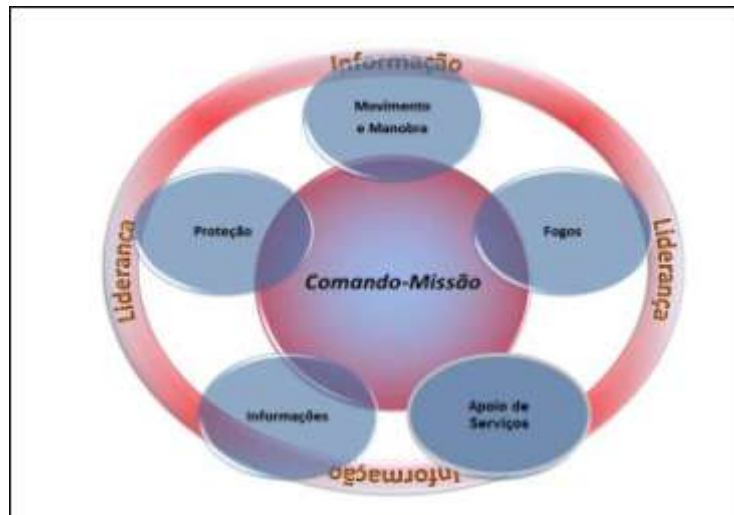 Informação
Movimento
e Manobra
Proteção
Fogos
Liderança
Liderança
Comando-Missão
Informações
Apoio de
Serviços
Informação